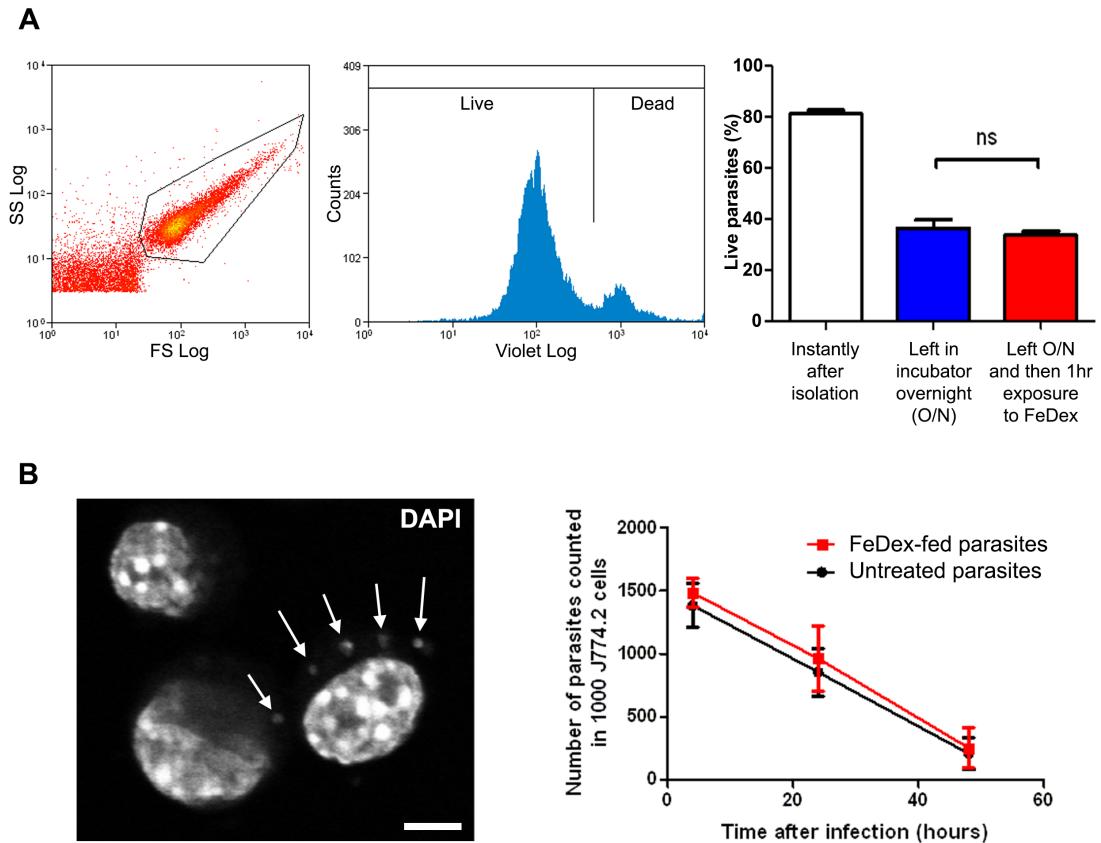 A
10⁴
10³
10²
10¹
10⁰
SS Log
10⁰ 10¹ 10² 10³ 10⁴
FS Log
409
306
204
102
0
Counts
Live
Dead
10⁰ 10¹ 10² 10³ 10⁴
Violet Log
100
80
60
40
20
0
Live parasites (%)
ns
Instantly
after
isolation
Left in
incubator
overnight
(O/N)
Left O/N
and then 1hr
exposure
to FeDex
B
DAPI
2000
1500
1000
500
0
Number of parasites counted
in 1000 J774.2 cells
FeDex-fed parasites
Untreated parasites
0 20 40 60
Time after infection (hours)